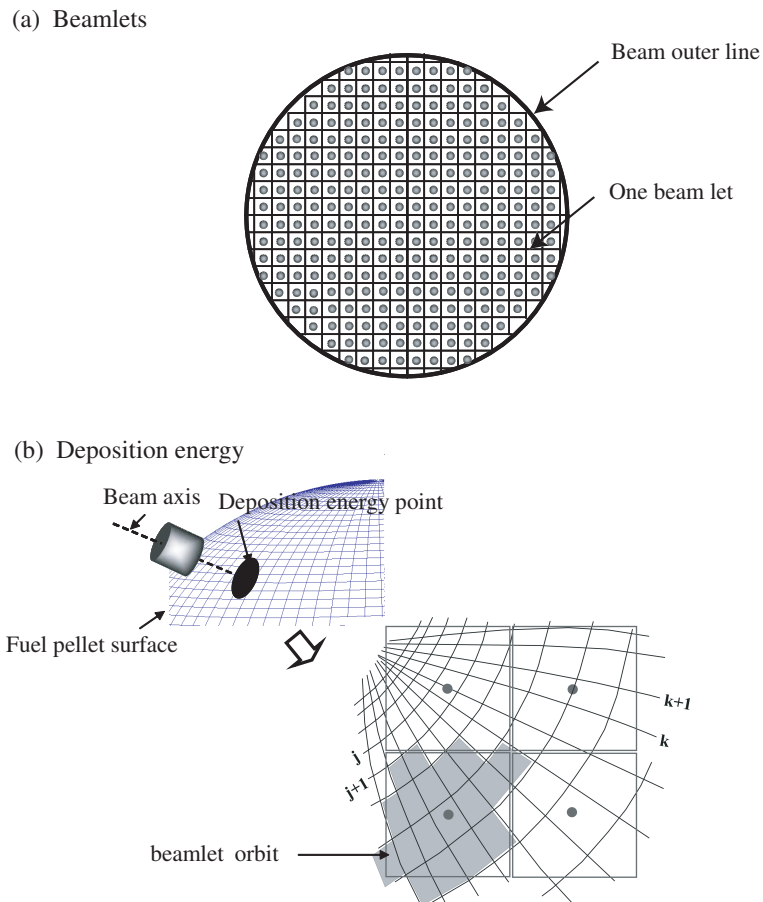 (a) Beamlets
Beam outer line
One beam let
(b) Deposition energy
Beam axis
Deposition energy point
Fuel pellet surface
k+1
k
j
j+1
beamlet orbit